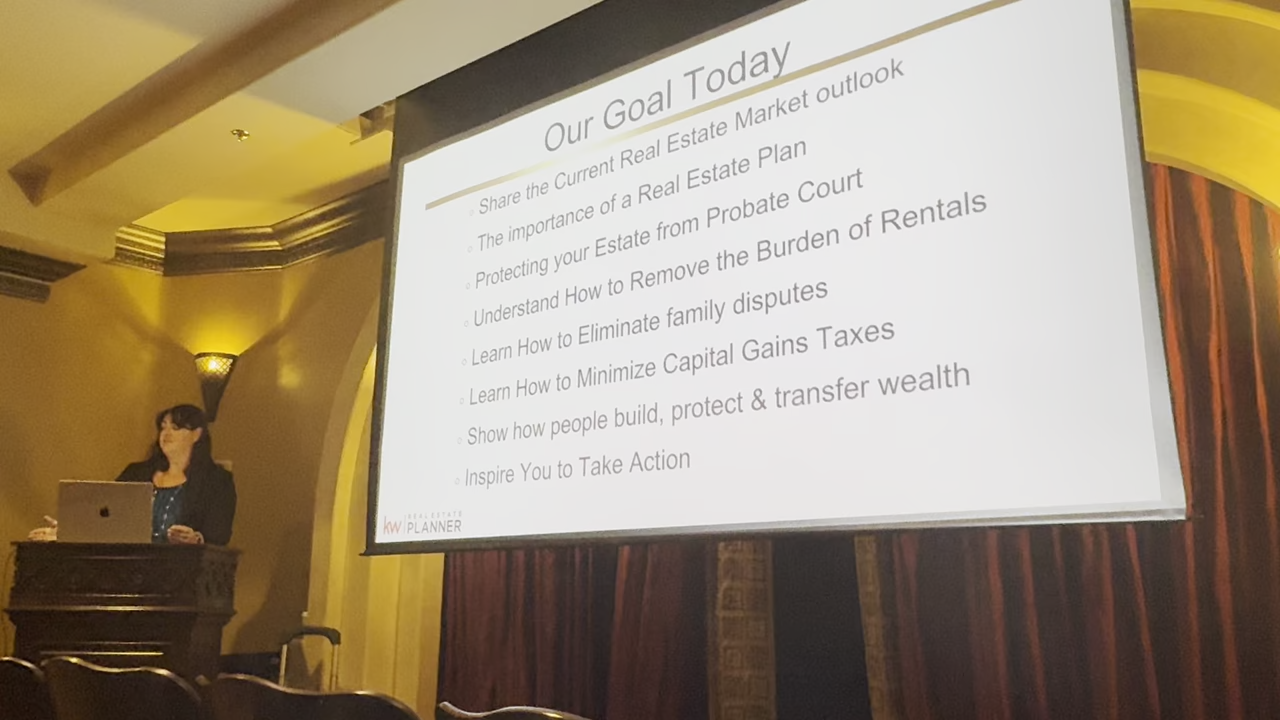 Our Goal Today
Share the Current Real Estate Market outlook
The importance of a Real Estate Plan
Protecting your Estate from Probate Court
Understand How to Remove the Burden of Rentals
Learn How to Eliminate family disputes
Learn How to Minimize Capital Gains Taxes
Show how people build, protect & transfer wealth
Inspire You to Take Action
kw REAL ESTATE
PLANNER